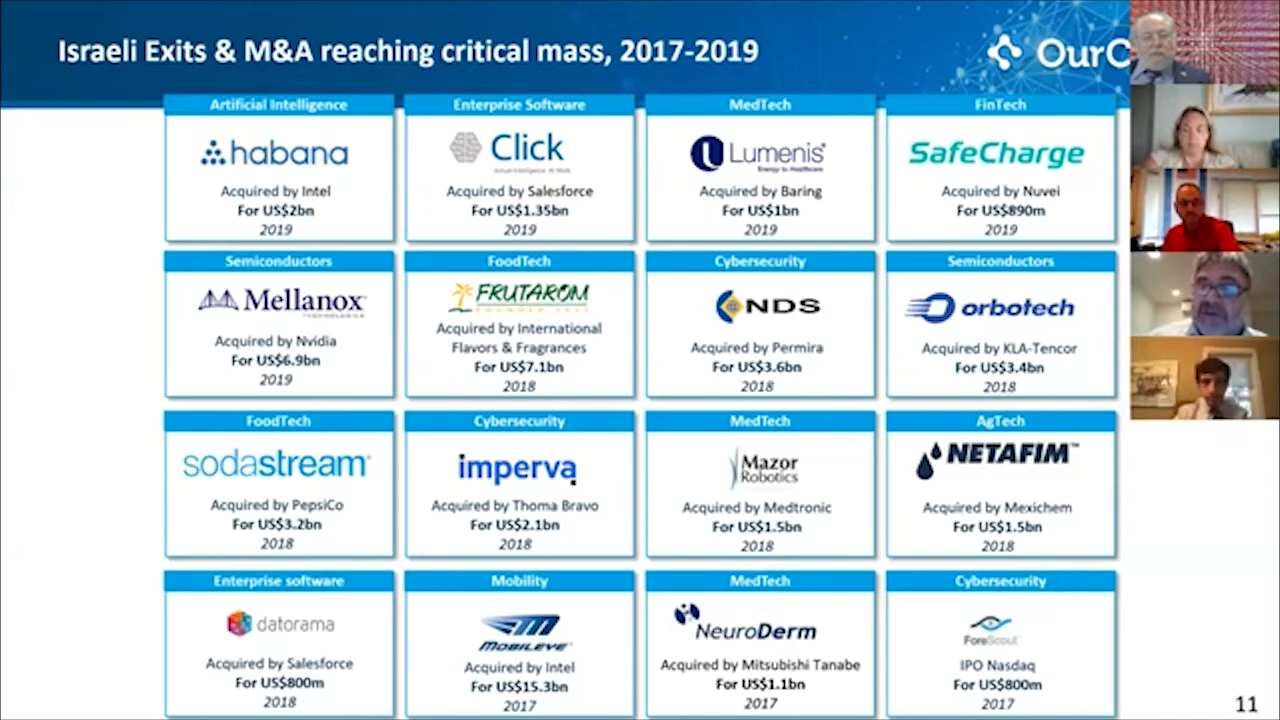 Israeli Exits & M&A reaching critical mass, 2017-2019
OurC
Artificial Intelligence
habana
Acquired by Intel
For US$2bn
2019
Enterprise Software
Click
Acquired by Salesforce
For US$1.35bn
2019
MedTech
Lumenis
Energy to Healthcare
Acquired by Baring
For US$1bn
2019
FinTech
SafeCharge
Acquired by Nuvei
For US$890m
2019
Semiconductors
Mellanox
TECHNOLOGIES
Acquired by Nvidia
For US$6.9bn
2019
FoodTech
FRUTAROM
Acquired by International
Flavors & Fragrances
For US$7.1bn
2018
Cybersecurity
NDS
Acquired by Permira
For US$3.6bn
2018
Semiconductors
orbotech
Acquired by KLA-Tencor
For US$3.4bn
2018
FoodTech
sodastream
Acquired by PepsiCo
For US$3.2bn
2018
Cybersecurity
imperva
Acquired by Thoma Bravo
For US$2.1bn
2018
MedTech
Mazor
Robotics
Acquired by Medtronic
For US$1.5bn
2018
AgTech
NETAFIM™
Acquired by Mexichem
For US$1.5bn
2018
Enterprise software
datorama
Acquired by Salesforce
For US$800m
2018
Mobility
MOBILEYE
Acquired by Intel
For US$15.3bn
2017
MedTech
NeuroDerm
Acquired by Mitsubishi Tanabe
For US$1.1bn
2017
Cybersecurity
ForeScout
IPO Nasdaq
For US$800m
2017
11